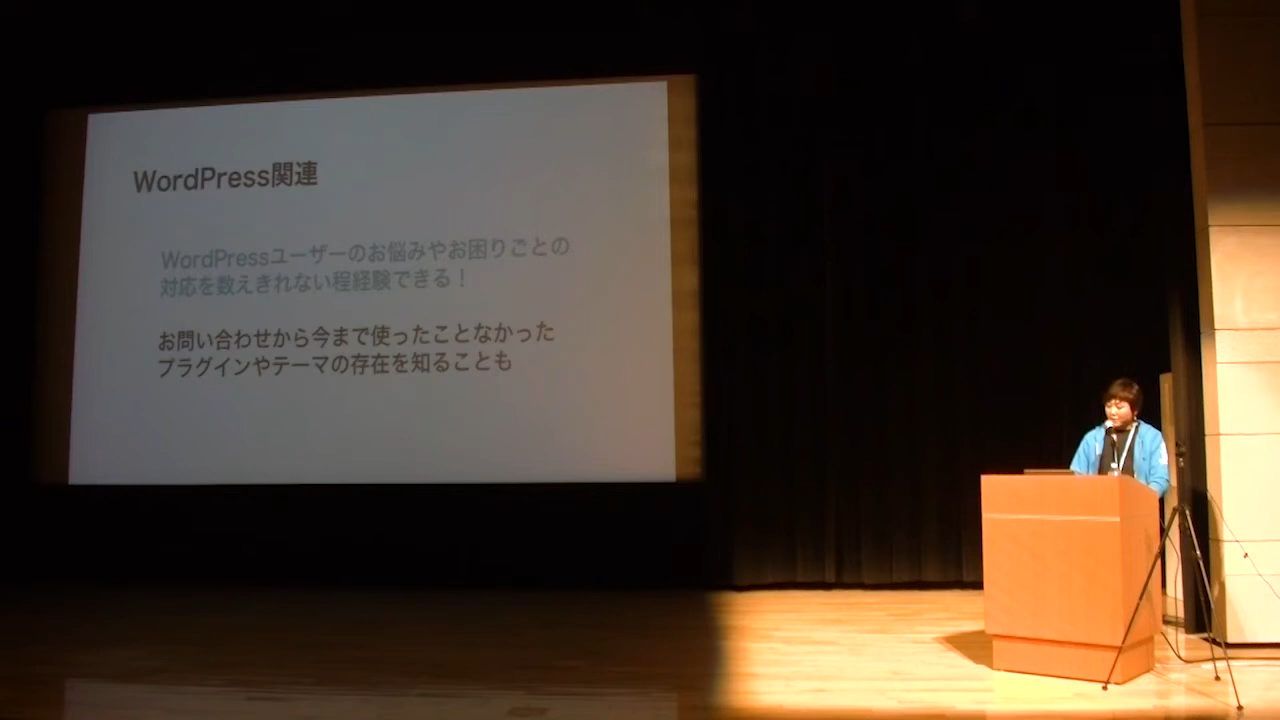 WordPress関連
WordPressユーザーのお悩みやお困りごとの
対応を数えきれない程経験できる！
お問い合わせから今まで使ったことなかった
プラグインやテーマの存在を知ることも